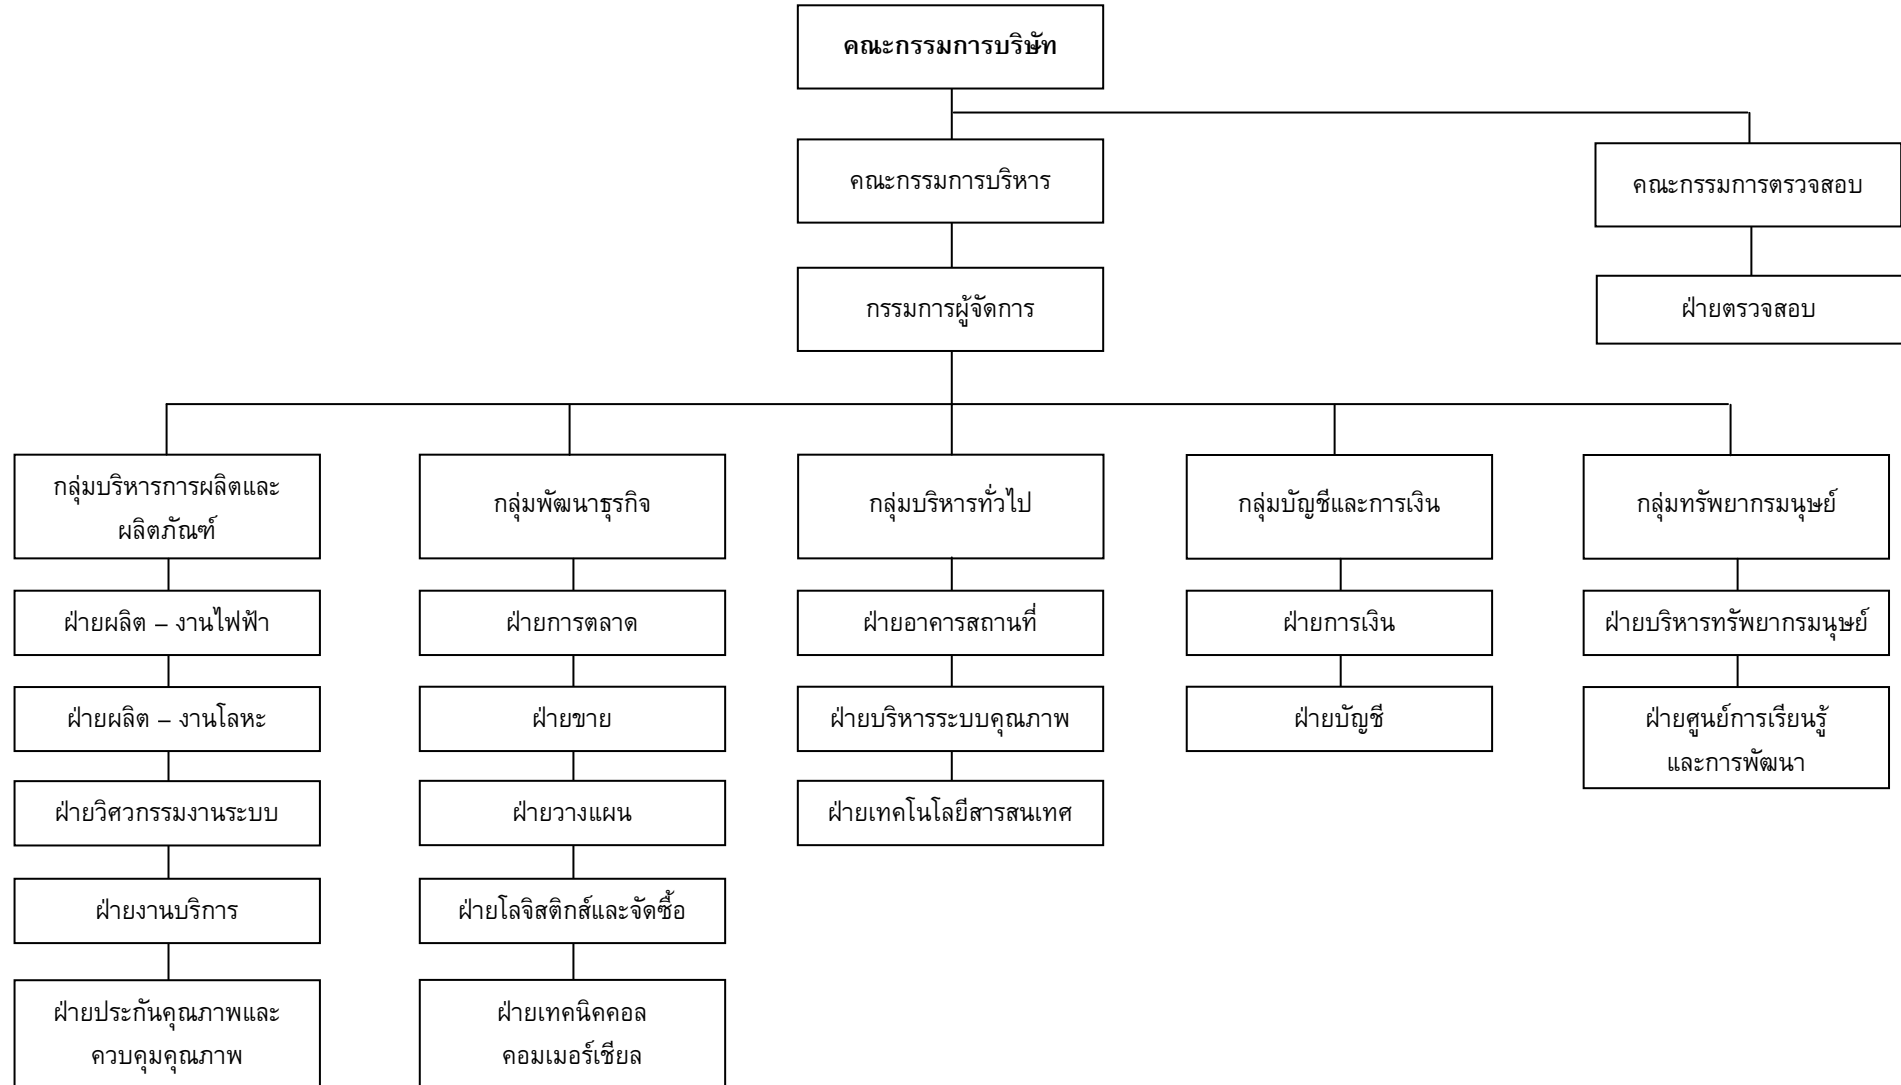 คณะกรรมการบริษัท
คณะกรรมการบริหาร
คณะกรรมการตรวจสอบ
กรรมการผู้จัดการ
ฝ่ายตรวจสอบ
กลุ่มบริหารการผลิตและ
ผลิตภัณฑ์
กลุ่มพัฒนาธุรกิจ
กลุ่มบริหารทั่วไป
กลุ่มบัญชีและการเงิน
กลุ่มทรัพยากรมนุษย์
ฝ่ายผลิต – งานไฟฟ้า
ฝ่ายการตลาด
ฝ่ายอาคารสถานที่
ฝ่ายการเงิน
ฝ่ายบริหารทรัพยากรมนุษย์
ฝ่ายผลิต – งานโลหะ
ฝ่ายขาย
ฝ่ายบริหารระบบคุณภาพ
ฝ่ายบัญชี
ฝ่ายศูนย์การเรียนรู้
และการพัฒนา
ฝ่ายวิศวกรรมงานระบบ
ฝ่ายวางแผน
ฝ่ายเทคโนโลยีสารสนเทศ
ฝ่ายงานบริการ
ฝ่ายโลจิสติกส์และจัดซื้อ
ฝ่ายประกันคุณภาพและ
ควบคุมคุณภาพ
ฝ่ายเทคนิคคอล
คอมเมอร์เชียล